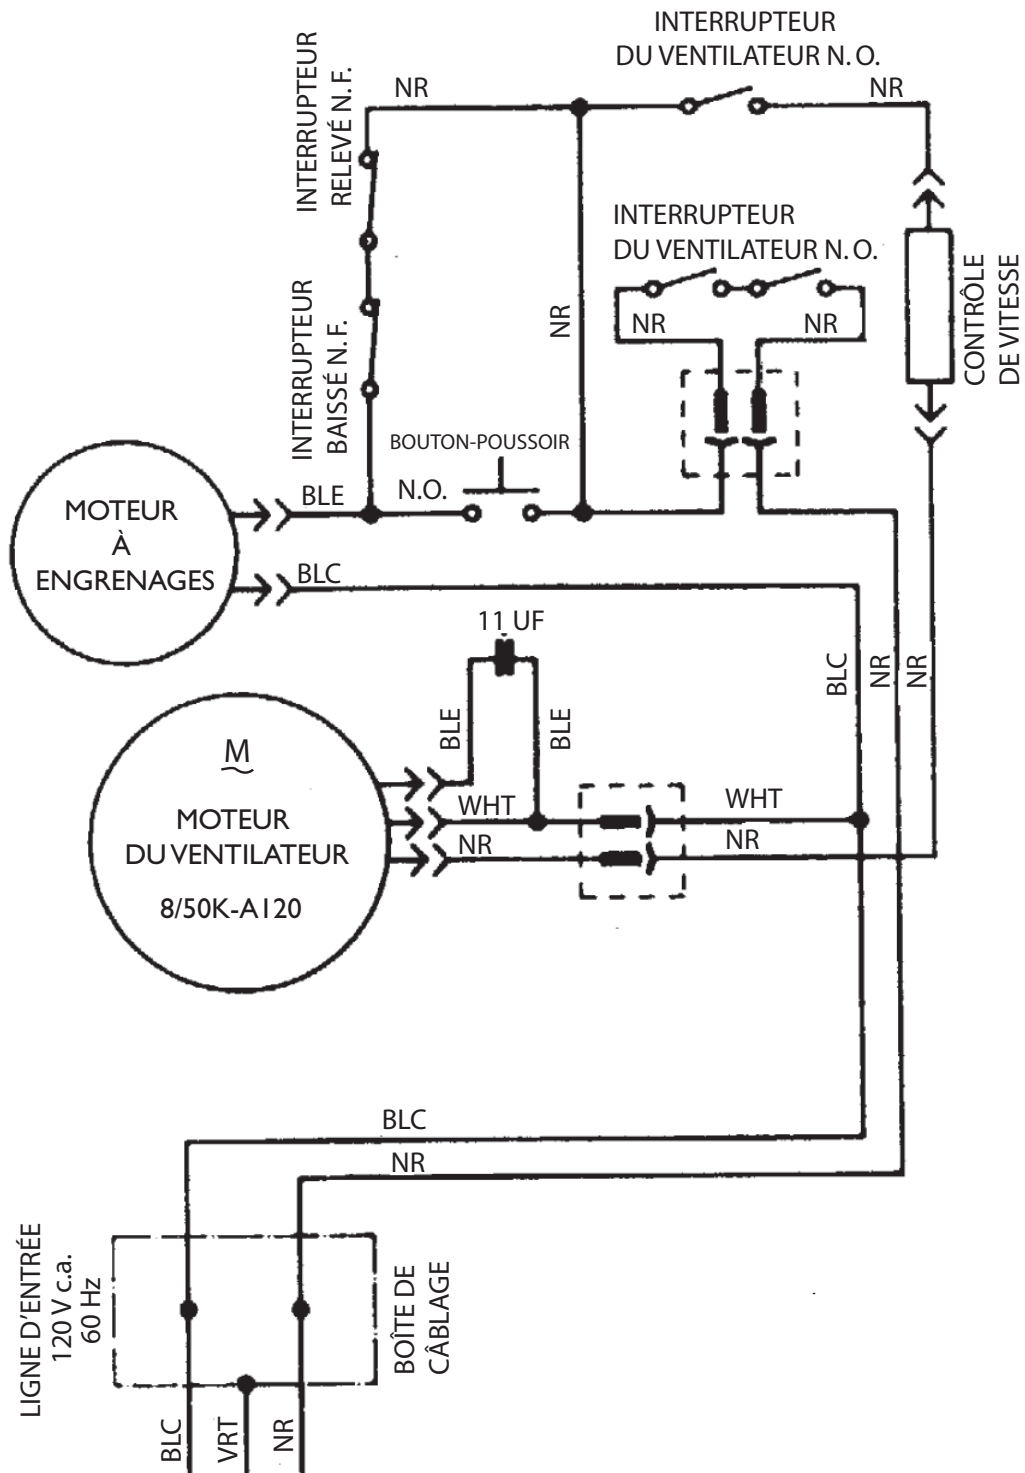 INTERRUPTEUR
DU VENTILATEUR N.O.
NR
NR
INTERRUPTEUR
RELEVÉ N.F.
INTERRUPTEUR
DU VENTILATEUR N.O.
NR
NR
NR
CONTRÔLE
DE VITESSE
INTERRUPTEUR
BAISSÉ N.F.
BOUTON-POUSSOIR
N.O.
BLE
MOTEUR
À
ENGRENAGES
BLC
11 UF
BLE
BLE
BLC
NR
NR
M
MOTEUR
DU VENTILATEUR
8/50K-A120
WHT
NR
WHT
NR
BLC
NR
LIGNE D'ENTRÉE
120 V c.a.
60 Hz
BOÎTE DE
CÂBLAGE
BLC
VRT
NR